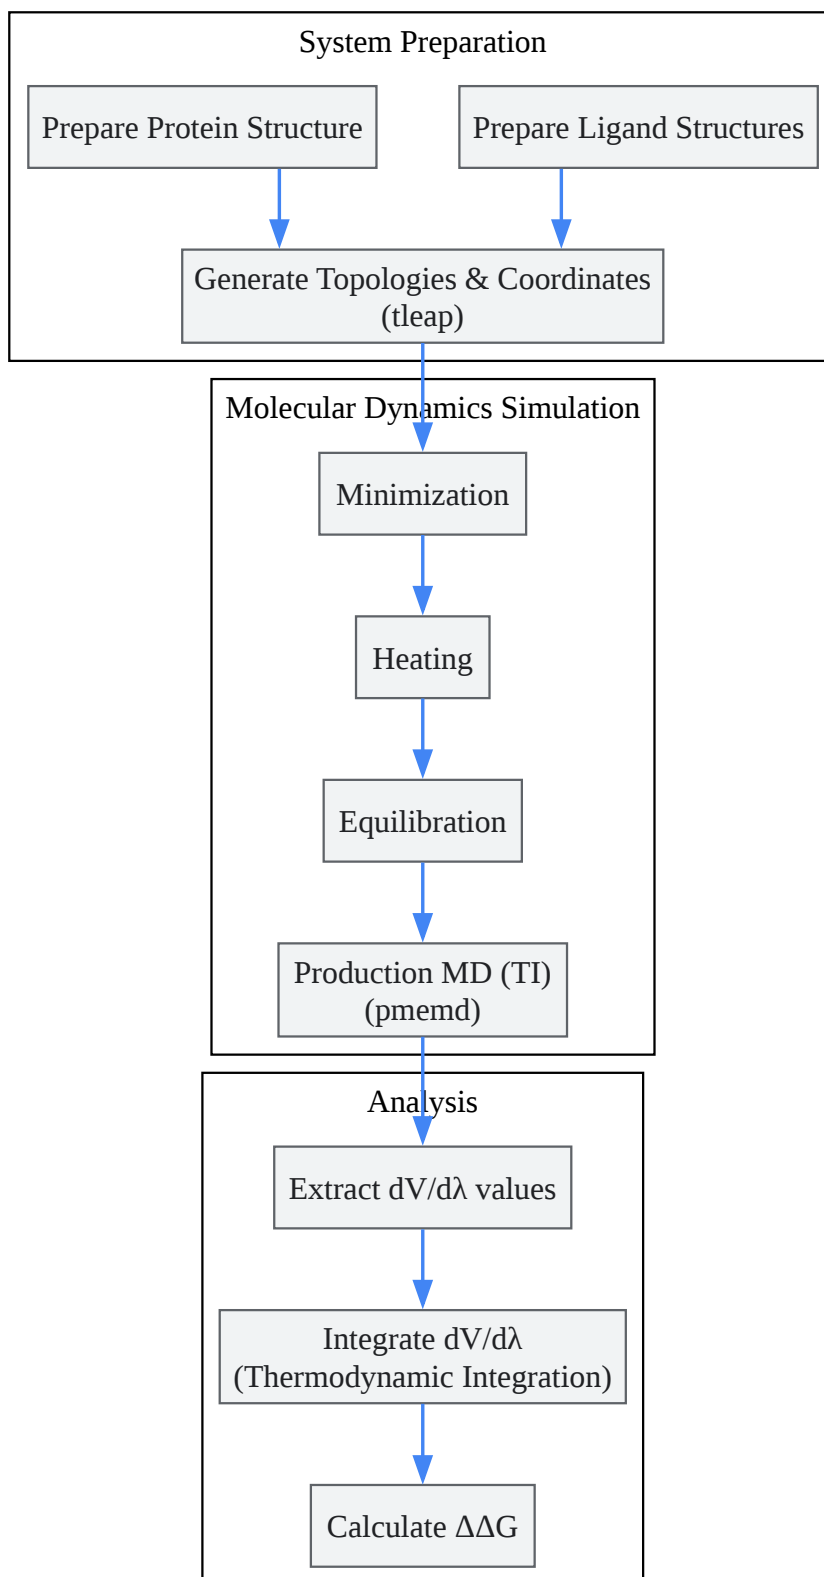 System Preparation
Prepare Protein Structure
Prepare Ligand Structures
Generate Topologies & Coordinates
(tleap)
Molecular Dynamics Simulation
Minimization
Heating
Equilibration
Production MD (TI)
(pmemd)
Analysis
Extract dV/dλ values
Integrate dV/dλ
(Thermodynamic Integration)
Calculate ΔΔG